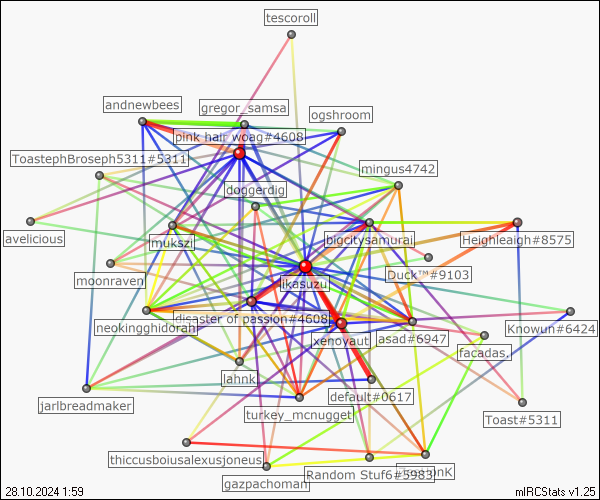 tescoroll
andnewbees
gregor_samsa
ogshroom
pink hair woag#4608
ToastephBroseph5311#5311
mingus4742
doggerdig
avelicious
mukszi
bigcitysamurai
Heighleaigh#8575
moonraven
ikasuzu
Duck™#9103
neokingghidorah
disaster of passion#4608
Knowun#6424
xenoyaut
asad#6947
facadas,
lahnk
jarlbreadmaker
default#0617
turkey_mcnugget
Toast#5311
thiccusboiusalexusjoneus
Random Stuf6#5983
gazpachoman
28.10.2024 1:59
mIRCStats v1.25